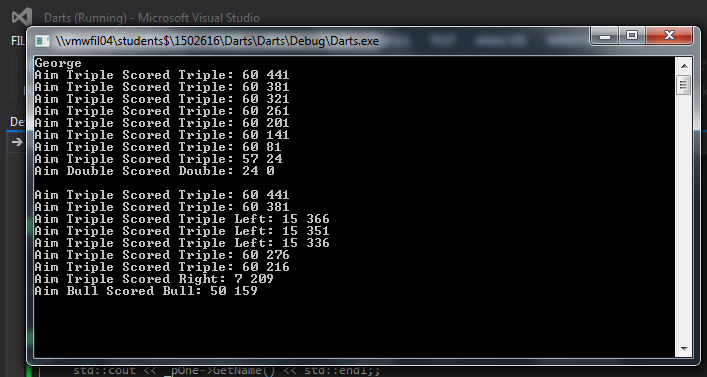 Darts (Running) - Microsoft Visual Studio
FIL
\\vmwfil04\students$\1502616\Darts\Darts\Debug\Darts.exe
George
Aim Triple Scored Triple: 60 441
Aim Triple Scored Triple: 60 381
Aim Triple Scored Triple: 60 321
Aim Triple Scored Triple: 60 261
Aim Triple Scored Triple: 60 201
Aim Triple Scored Triple: 60 141
Aim Triple Scored Triple: 60 81
Aim Triple Scored Triple: 57 24
Aim Double Scored Double: 24 0
Aim Triple Scored Triple: 60 441
Aim Triple Scored Triple: 60 381
Aim Triple Scored Triple Left: 15 366
Aim Triple Scored Triple Left: 15 351
Aim Triple Scored Triple Left: 15 336
Aim Triple Scored Triple: 60 276
Aim Triple Scored Triple: 60 216
Aim Triple Scored Right: 7 209
Aim Bull Scored Bull: 50 159
De
std::cout << _pOne->GetName() << std::endl;;